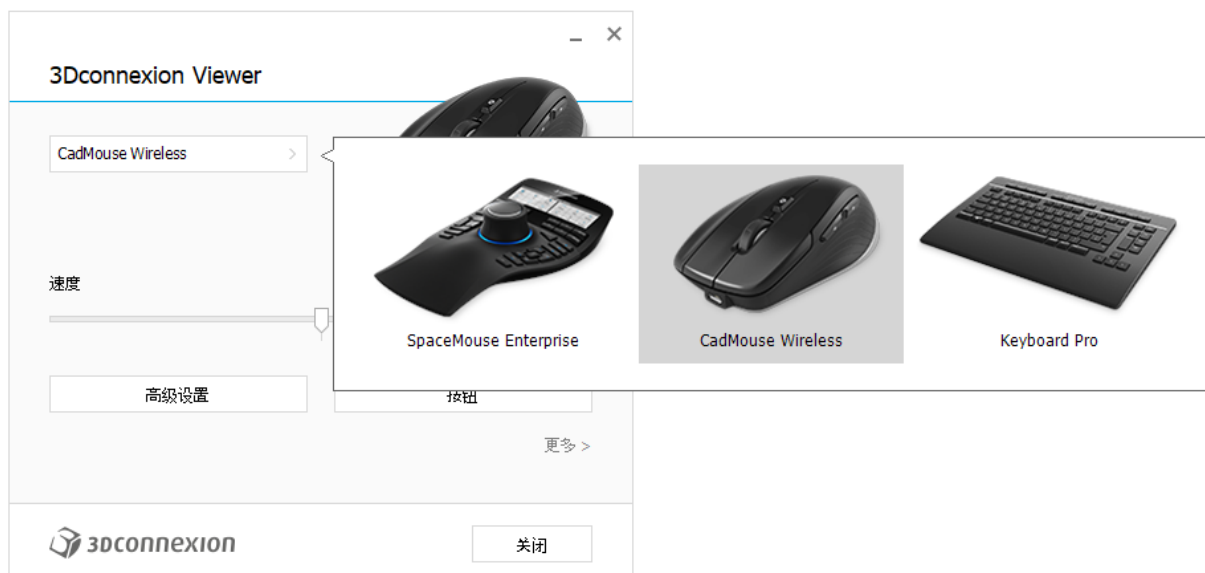 3Dconnexion Viewer
CadMouse Wireless
速度
SpaceMouse Enterprise
CadMouse Wireless
Keyboard Pro
高级设置
按钮
更多 >
3Dconnexion
关闭